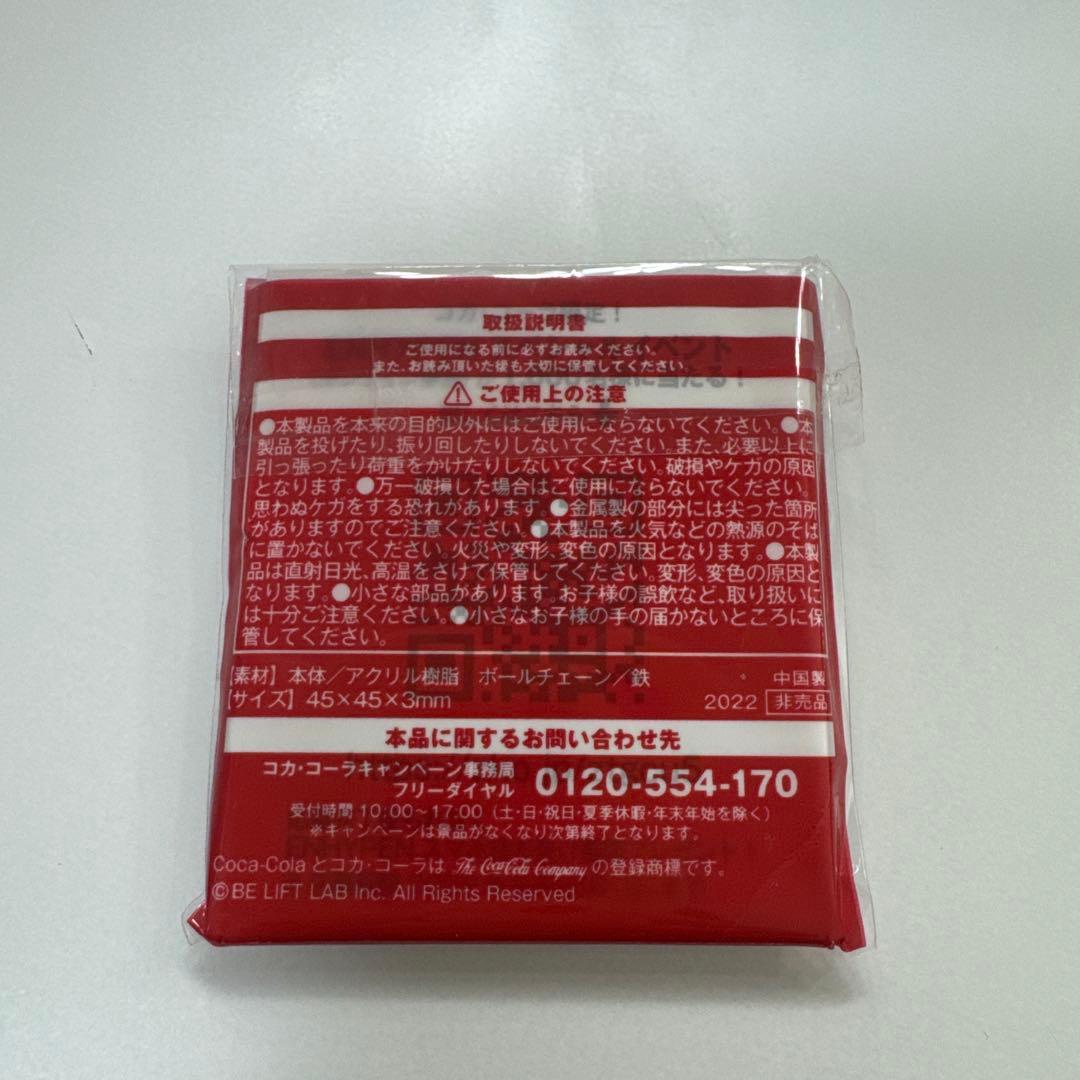 取扱説明書
ご使用になる前に必ずお読みください。
また、お読み頂いた後も大切に保管してください。
⚠ご使用上の注意
●本製品を本来の目的以外にはご使用にならないでください。●本
製品を投げたり、振り回したりしないでください。また、必要以上に
引っ張ったり荷重をかけたりしないでください。破損やケガの原因
となります。●万一破損した場合はご使用にならないでください。
思わぬケガをする恐れがあります。●金属製の部分には尖った箇所
がありますのでご注意ください。●本製品を火気などの熱源のそば
に置かないでください。火災や変形、変色の原因となります。●本製
品は直射日光、高温をさけて保管してください。変形、変色の原因と
なります。●小さな部品があります。お子様の誤飲など、取り扱いに
は十分ご注意ください。●小さなお子様の手の届かないところに保
管してください。
[素材] 本体/アクリル樹脂 ボールチェーン/鉄 中国製
[サイズ] 45×45×3mm 2022 非売品
本品に関するお問い合わせ先
コカ・コーラキャンペーン事務局
フリーダイヤル 0120-554-170
受付時間 10:00~17:00 (土・日・祝日・夏季休暇・年末年始を除く)
※キャンペーンは景品がなくなり次第終了となります。
Coca-Cola とコカ・コーラは The Coca-Cola Company の登録商標です。
©BE LIFT LAB Inc. All Rights Reserved